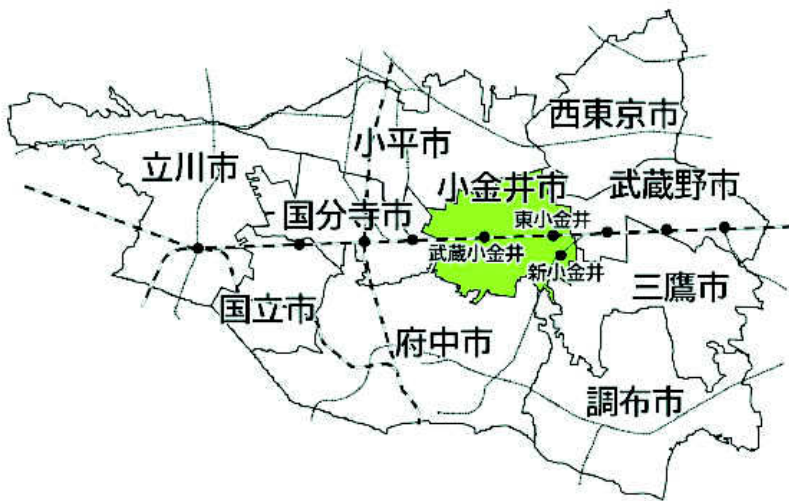 西東京市
小平市
立川市
小金井市
武蔵野市
国分寺市
東小金井
武蔵小金井
新小金井
三鷹市
国立市
府中市
調布市